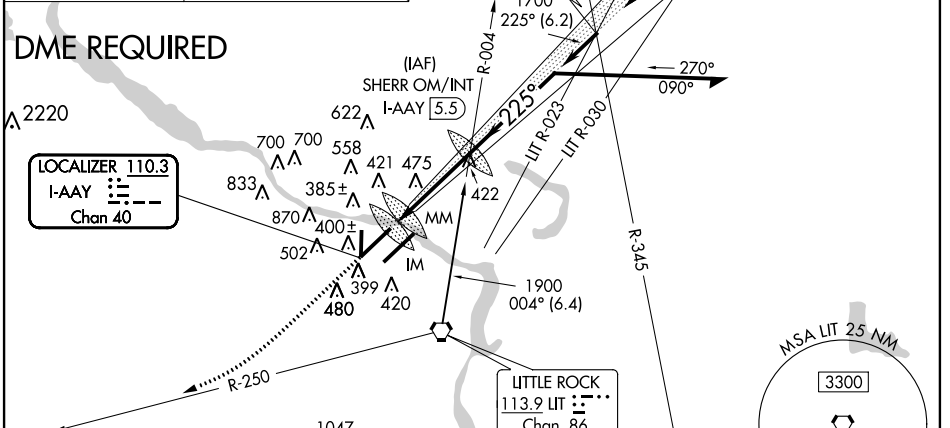 1700
225° (6.2)
DME REQUIRED
R-004
(IAF)
SHERR OM/INT
I-AAY 5.5
225°
270°
090°
LIT R-023
LIT R-030
2220
622
700
700
558
421
475
422
LOCALIZER 110.3
I-AAY
Chan 40
833
385±
870
400±
502
MM
IM
399
420
480
R-345
1900
004° (6.4)
R-250
LITTLE ROCK
113.9 LIT
Chan 86
MSA LIT 25 NM
3300
1047